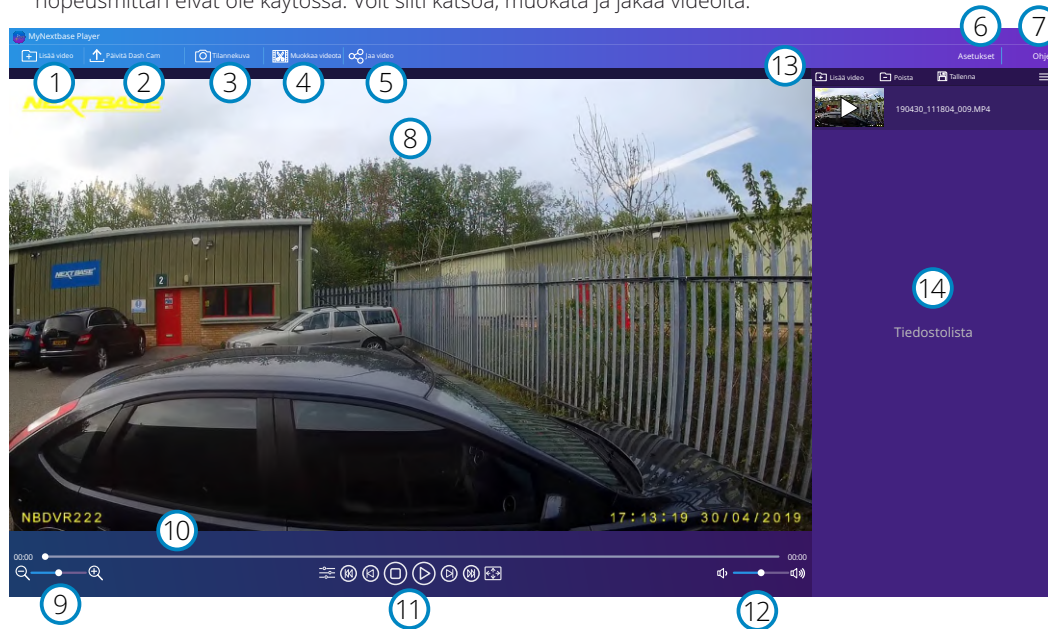 nopeusmittari eivät ole käytössä. Voit silti katsoa, muokata ja jakaa videoita.
6 7
MyNextbase Player
Lisää video Päivitä Dash Cam Tilannekuva Muokkaa videota Jaa video Asetukset Ohje
1 2 3 4 5 13
Lisää video Poista Tallenna
NEXTBASE
190430_111804_009.MP4
8
NEXTBASE
2
14
Tiedostolista
NBDVR222 17:13:19 30/04/2019
10
00:00 00:00
9 11 12